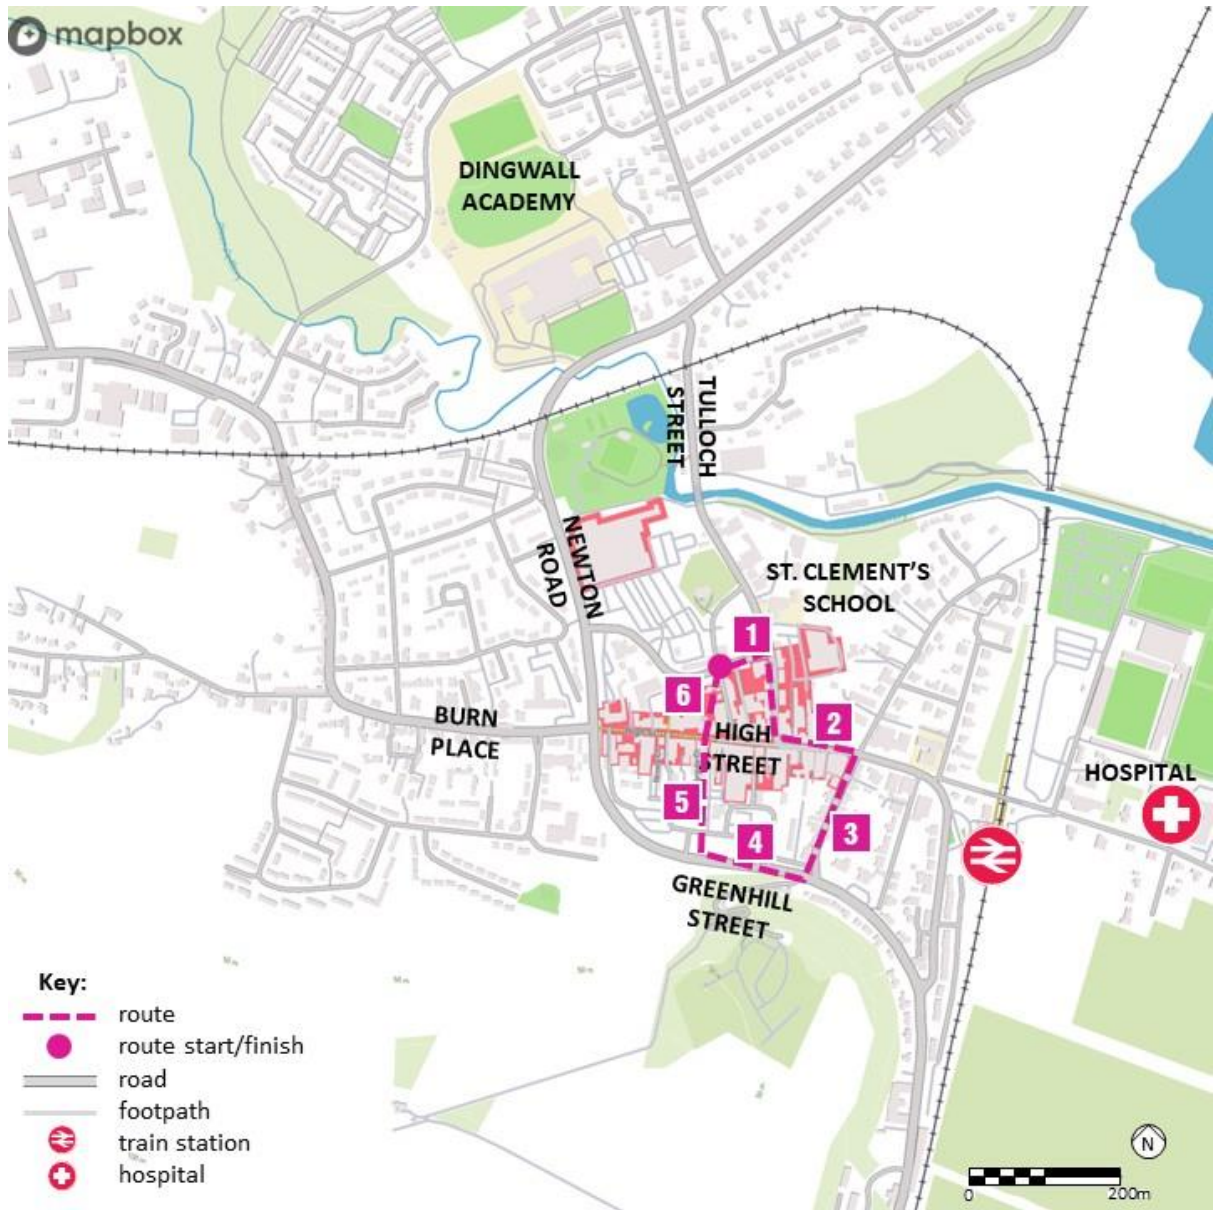 mapbox
DINGWALL
ACADEMY
TULLOCH
STREET
NEWTON
ROAD
ST. CLEMENT'S
SCHOOL
1
6
2
BURN
PLACE
HIGH
STREET
HOSPITAL
5
4
3
GREENHILL
STREET
Key:
route
route start/finish
road
footpath
train station
hospital
N
0
200m